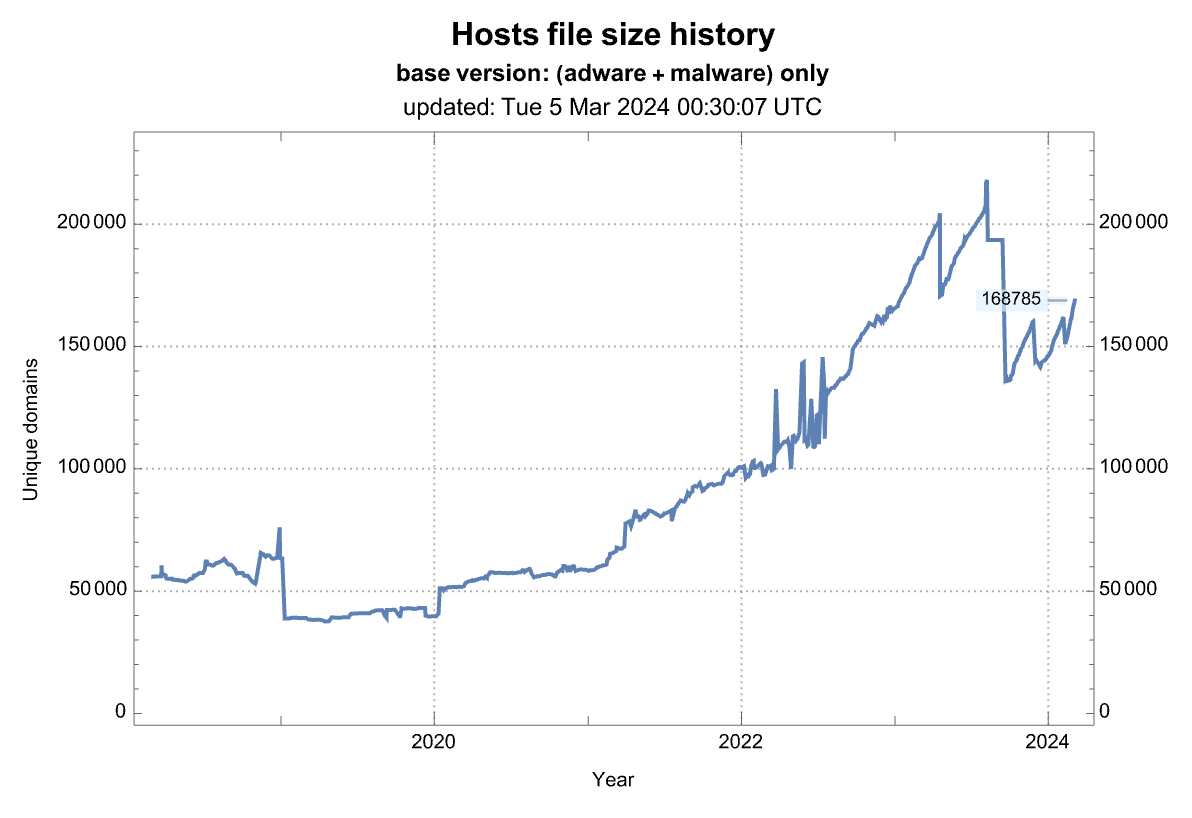 Hosts file size history
base version: (adware + malware) only
updated: Tue 5 Mar 2024 00:30:07 UTC
200 000
200 000
168785
150 000
150 000
Unique domains
100 000
100 000
50 000
50 000
0
0
2020
2022
2024
Year